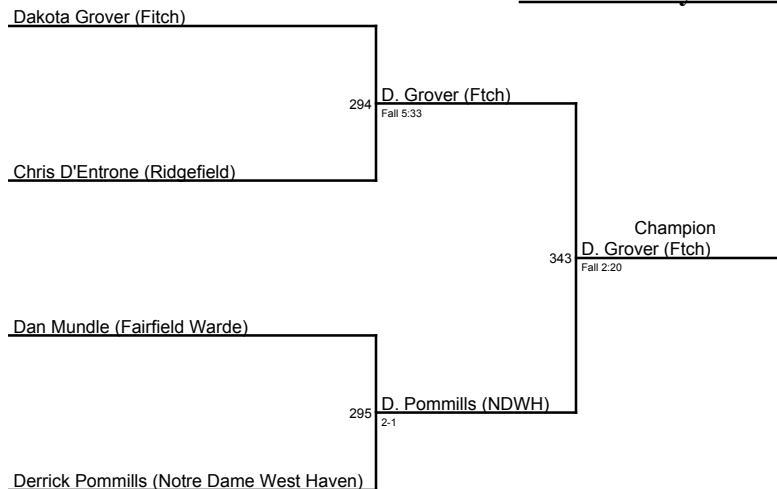 Dakota Grover (Fitch)
294
D. Grover (Ftch)
Fall 5:33
Chris D'Entrone (Ridgefield)
Champion
343
D. Grover (Ftch)
Fall 2:20
Dan Mundle (Fairfield Warde)
295
D. Pommills (NDWH)
2-1
Derrick Pommills (Notre Dame West Haven)